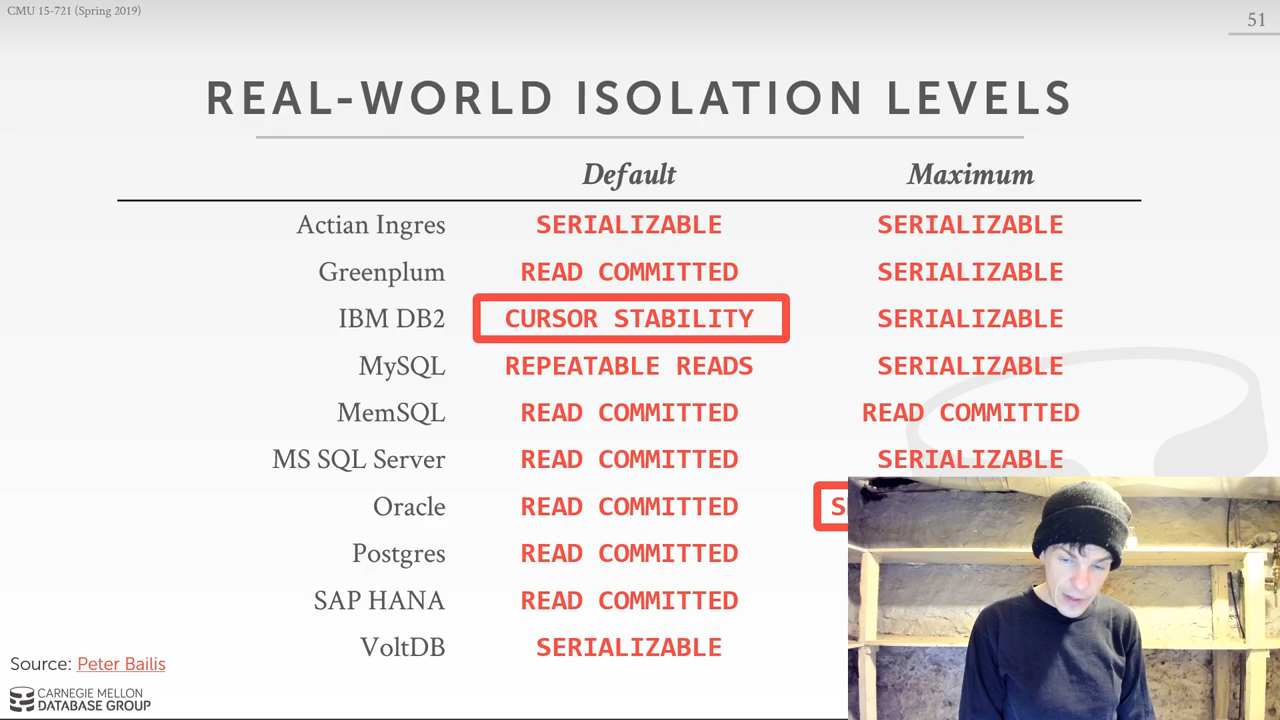 CMU 15-721 (Spring 2019)
51
REAL-WORLD ISOLATION LEVELS
Default Maximum
Actian Ingres SERIALIZABLE SERIALIZABLE
Greenplum READ COMMITTED SERIALIZABLE
IBM DB2 CURSOR STABILITY SERIALIZABLE
MySQL REPEATABLE READS SERIALIZABLE
MemSQL READ COMMITTED READ COMMITTED
MS SQL Server READ COMMITTED SERIALIZABLE
Oracle READ COMMITTED
Postgres READ COMMITTED
SAP HANA READ COMMITTED
VoltDB SERIALIZABLE
Source: Peter Bailis
CARNEGIE MELLON
DATABASE GROUP